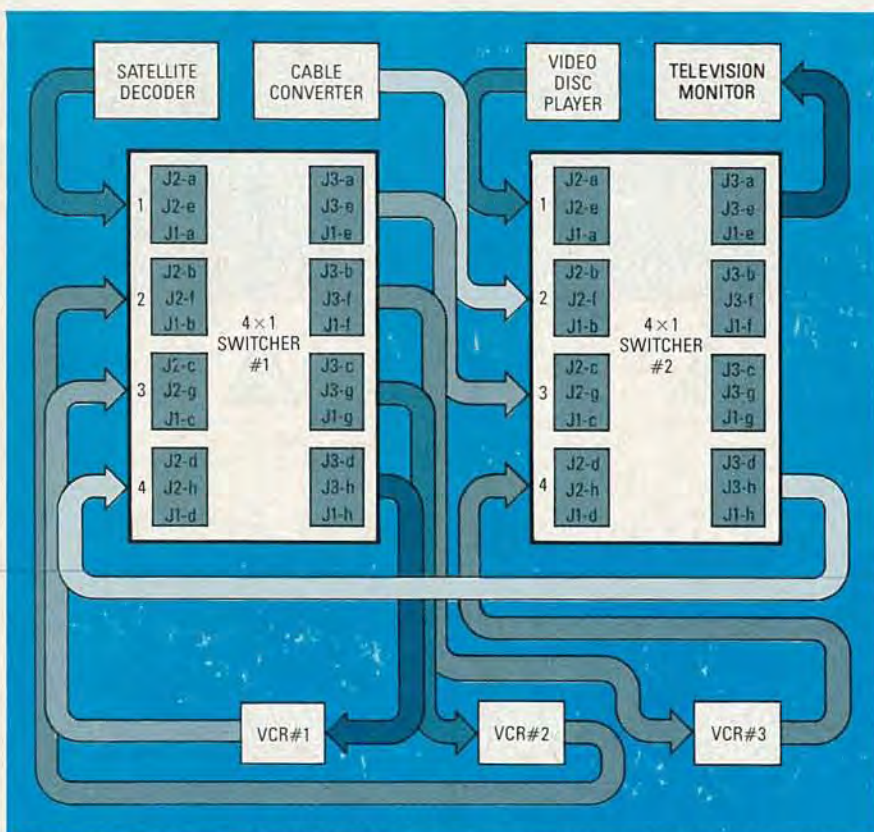 SATELLITE
DECODER
CABLE
CONVERTER
VIDEO
DISC
PLAYER
TELEVISION
MONITOR
1
J2-a
J2-e
J1-a
J3-a
J3-e
J1-e
2
J2-b
J2-f
J1-b
J3-b
J3-f
J1-f
4×1
SWITCHER
#1
3
J2-c
J2-g
J1-c
J3-c
J3-g
J1-g
4
J2-d
J2-h
J1-d
J3-d
J3-h
J1-h
1
J2-a
J2-e
J1-a
J3-a
J3-e
J1-e
2
J2-b
J2-f
J1-b
J3-b
J3-f
J1-f
4×1
SWITCHER
#2
3
J2-c
J2-g
J1-c
J3-c
J3-g
J1-g
4
J2-d
J2-h
J1-d
J3-d
J3-h
J1-h
VCR#1
VCR#2
VCR#3